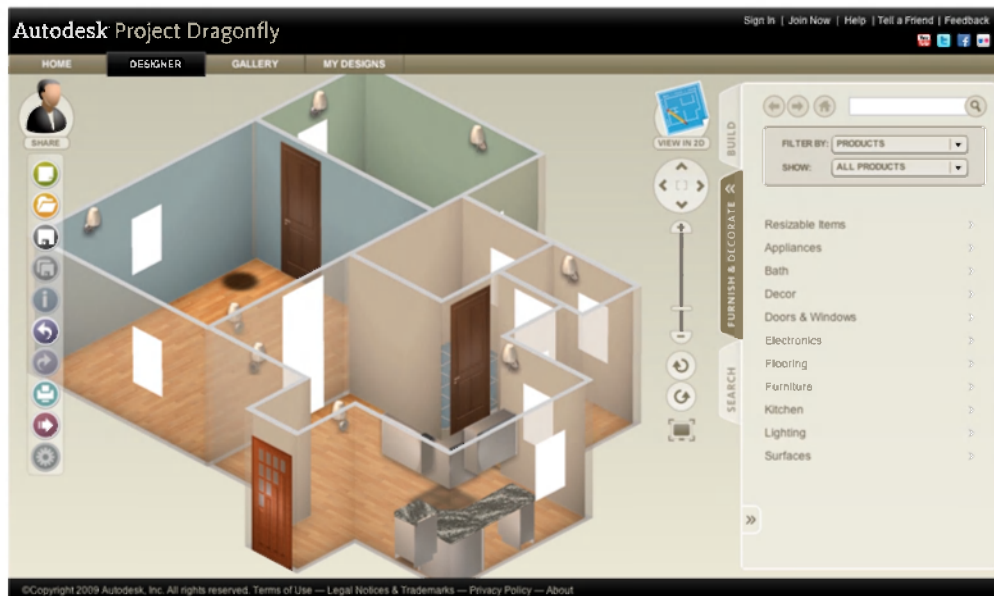 Autodesk Project Dragonfly
Sign In | Join Now | Help | Tell a Friend | Feedback
HOME DESIGNER GALLERY MY DESIGNS
SHARE
VIEW IN 2D
BUILD
FURNISH & DECORATE
SEARCH
FILTER BY: PRODUCTS
SHOW: ALL PRODUCTS
Resizable Items
Appliances
Bath
Decor
Doors & Windows
Electronics
Flooring
Furniture
Kitchen
Lighting
Surfaces
©Copyright 2009 Autodesk, Inc. All rights reserved. Terms of Use — Legal Notices & Trademarks — Privacy Policy — About